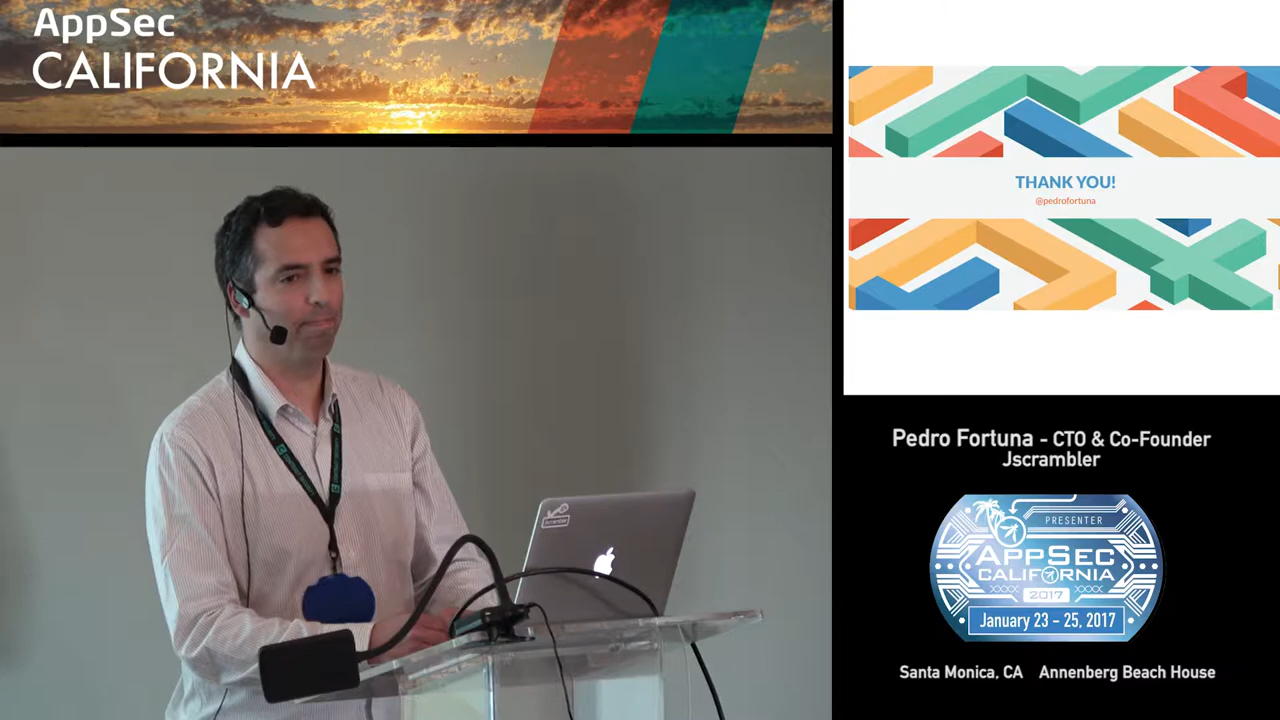 AppSec
CALIFORNIA
THANK YOU!
@pedrofortuna
Pedro Fortuna - CTO & Co-Founder
Jscrambler
PRESENTER
APPSEC
CALIFORNIA
2017
January 23 - 25, 2017
Santa Monica, CA Annenberg Beach House